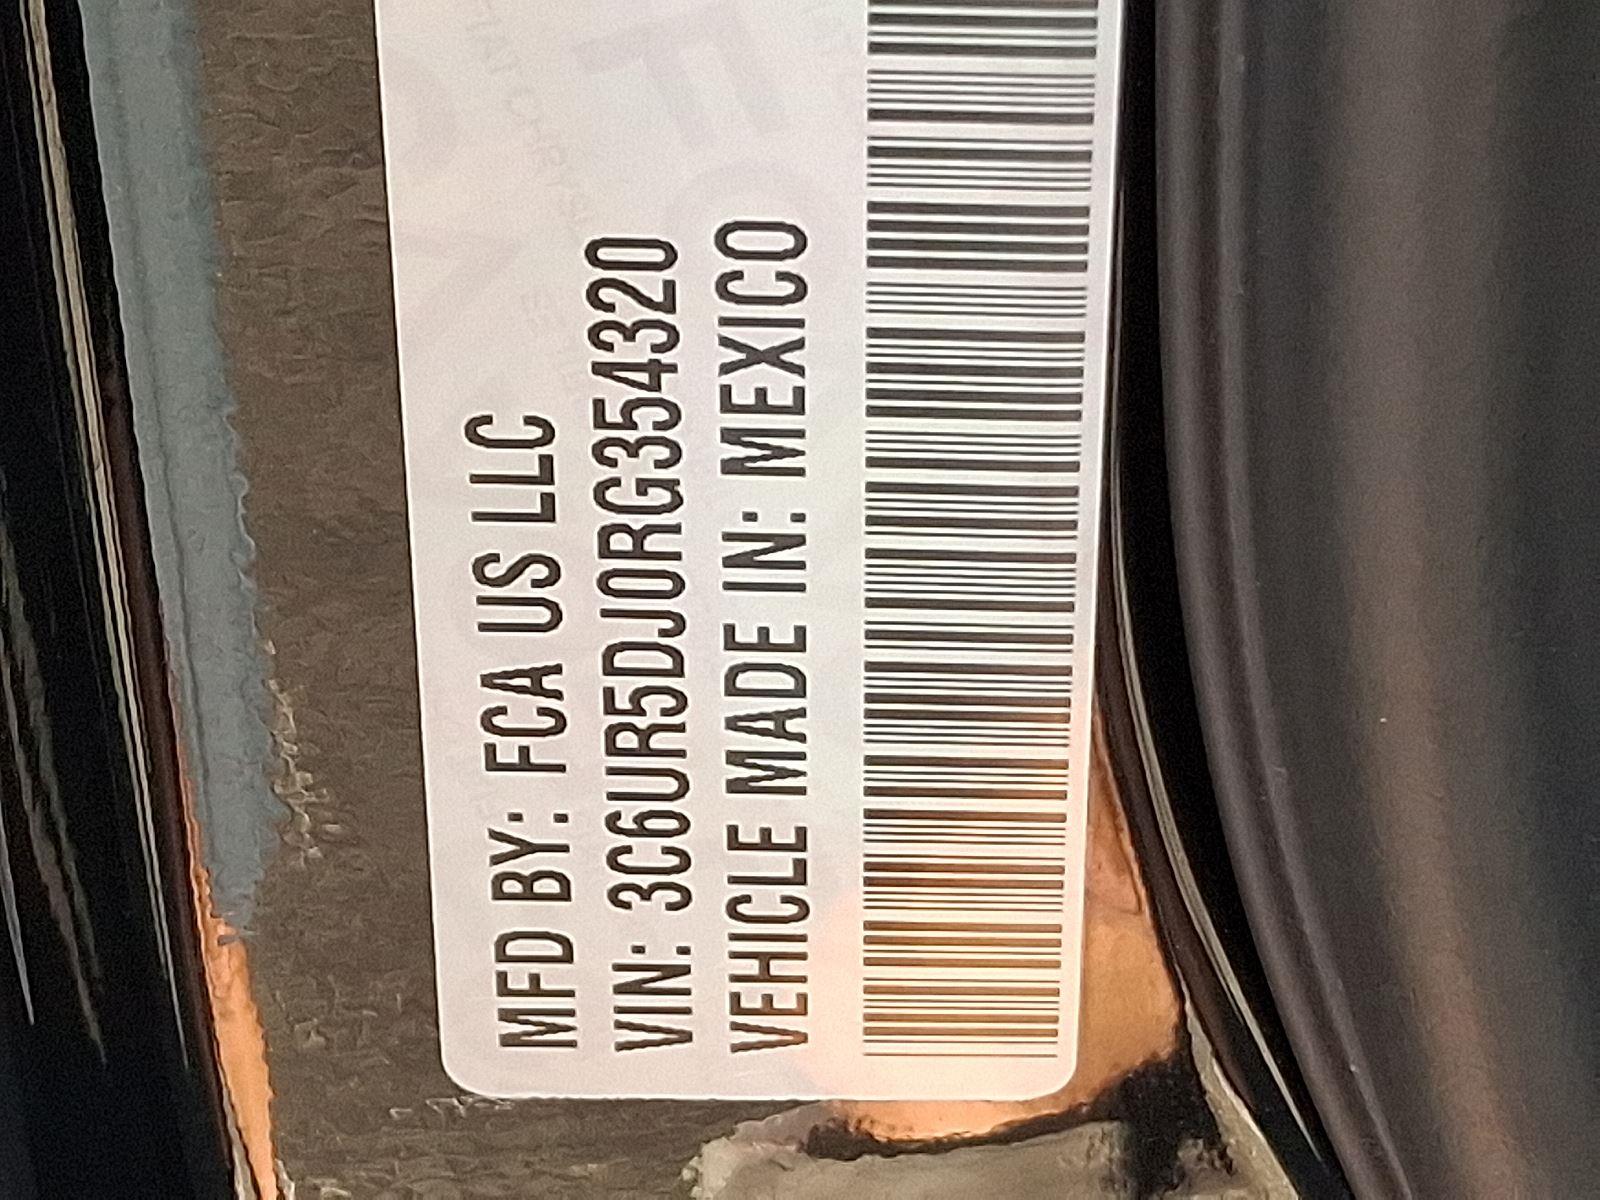 MFD BY: FCA US LLC
VIN: 3C6UR5DJ0RG354320
VEHICLE MADE IN: MEXICO